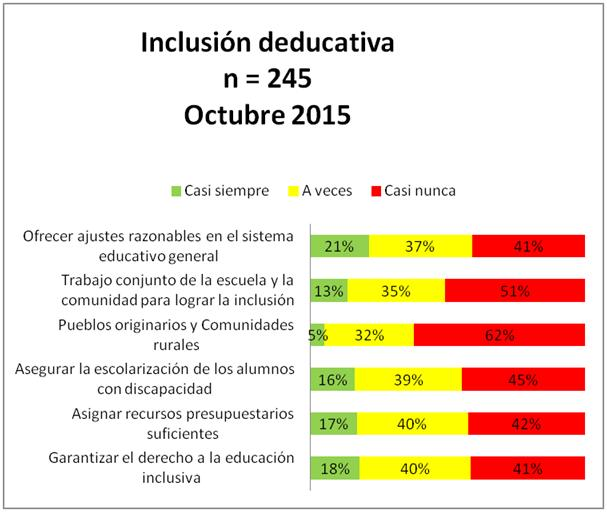 Inclusión deducativa
n = 245
Octubre 2015
Casi siempre A veces Casi nunca
Ofrecer ajustes razonables en el sistema
educativo general
21% 37% 41%
Trabajo conjunto de la escuela y la
comunidad para lograr la inclusión
13% 35% 51%
Pueblos originarios y Comunidades
rurales
5% 32% 62%
Asegurar la escolarización de los alumnos
con discapacidad
16% 39% 45%
Asignar recursos presupuestarios
suficientes
17% 40% 42%
Garantizar el derecho a la educación
inclusiva
18% 40% 41%